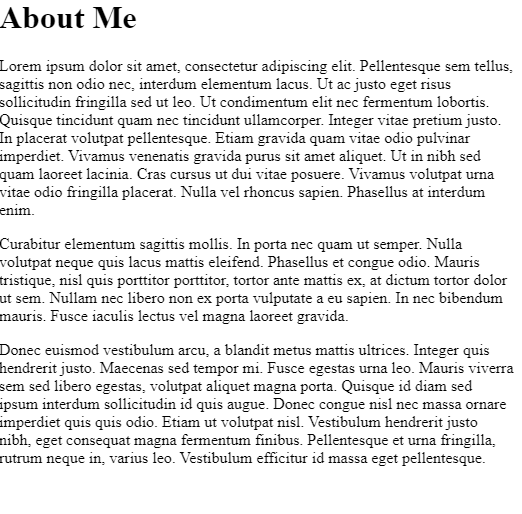 About Me
Lorem ipsum dolor sit amet, consectetur adipiscing elit. Pellentesque sem tellus,
sagittis non odio nec, interdum elementum lacus. Ut ac justo eget risus
sollicitudin fringilla sed ut leo. Ut condimentum elit nec fermentum lobortis.
Quisque tincidunt quam nec tincidunt ullamcorper. Integer vitae pretium justo.
In placerat volutpat pellentesque. Etiam gravida quam vitae odio pulvinar
imperdiet. Vivamus venenatis gravida purus sit amet aliquet. Ut in nibh sed
quam laoreet lacinia. Cras cursus ut dui vitae posuere. Vivamus volutpat urna
vitae odio fringilla placerat. Nulla vel rhoncus sapien. Phasellus at interdum
enim.
Curabitur elementum sagittis mollis. In porta nec quam ut semper. Nulla
volutpat neque quis lacus mattis eleifend. Phasellus et congue odio. Mauris
tristique, nisl quis porttitor porttitor, tortor ante mattis ex, at dictum tortor dolor
ut sem. Nullam nec libero non ex porta vulputate a eu sapien. In nec bibendum
mauris. Fusce iaculis lectus vel magna laoreet gravida.
Donec euismod vestibulum arcu, a blandit metus mattis ultrices. Integer quis
hendrerit justo. Maecenas sed tempor mi. Fusce egestas urna leo. Mauris viverra
sem sed libero egestas, volutpat aliquet magna porta. Quisque id diam sed
ipsum interdum sollicitudin id quis augue. Donec congue nisl nec massa ornare
imperdiet quis quis odio. Etiam ut volutpat nisl. Vestibulum hendrerit justo
nibh, eget consequat magna fermentum finibus. Pellentesque et urna fringilla,
rutrum neque in, varius leo. Vestibulum efficitur id massa eget pellentesque.